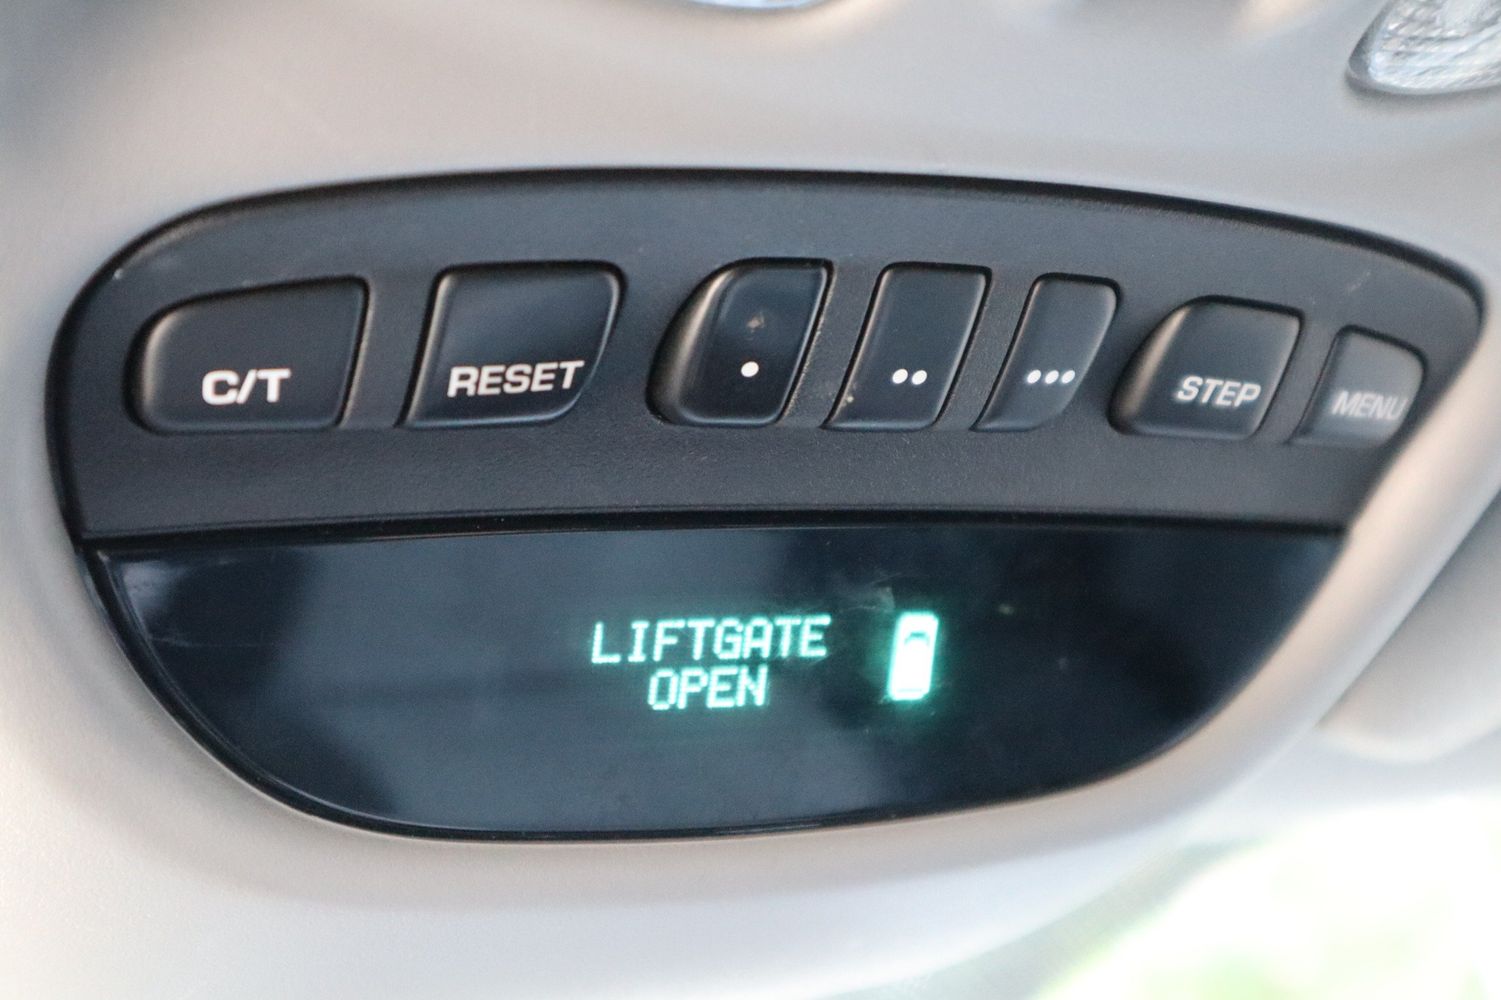 C/T RESET • •• ••• STEP MENU
LIFTGATE
OPEN